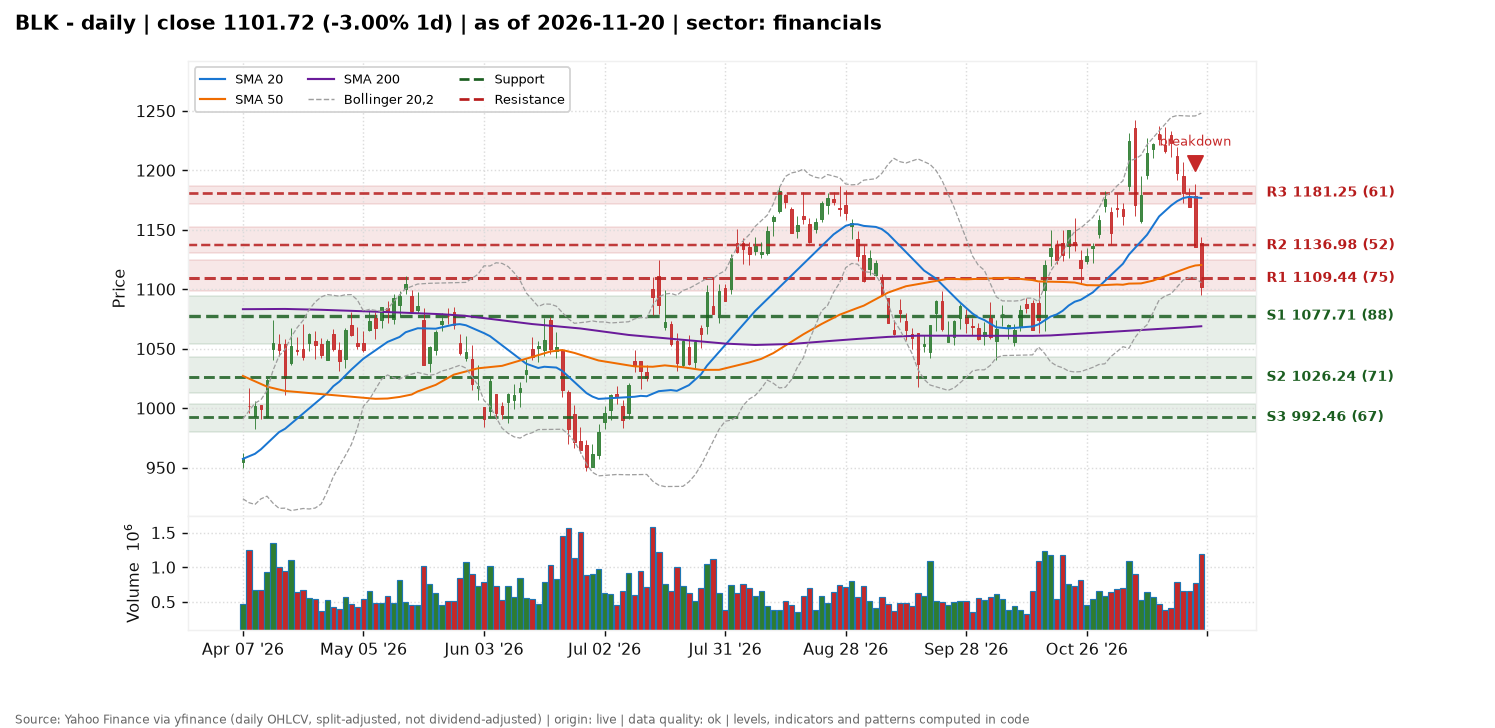 BLK - daily | close 1101.72 (-3.00% 1d) | as of 2026-11-20 | sector: financials
SMA 20
SMA 50
SMA 200
Bollinger 20,2
Support
Resistance
Price
1250
1200
1150
1100
1050
1000
950
breakdown
R3 1181.25 (61)
R2 1136.98 (52)
R1 1109.44 (75)
S1 1077.71 (88)
S2 1026.24 (71)
S3 992.46 (67)
Volume 10⁶
1.5
1.0
0.5
Apr 07 '26
May 05 '26
Jun 03 '26
Jul 02 '26
Jul 31 '26
Aug 28 '26
Sep 28 '26
Oct 26 '26
Source: Yahoo Finance via yfinance (daily OHLCV, split-adjusted, not dividend-adjusted) | origin: live | data quality: ok | levels, indicators and patterns computed in code